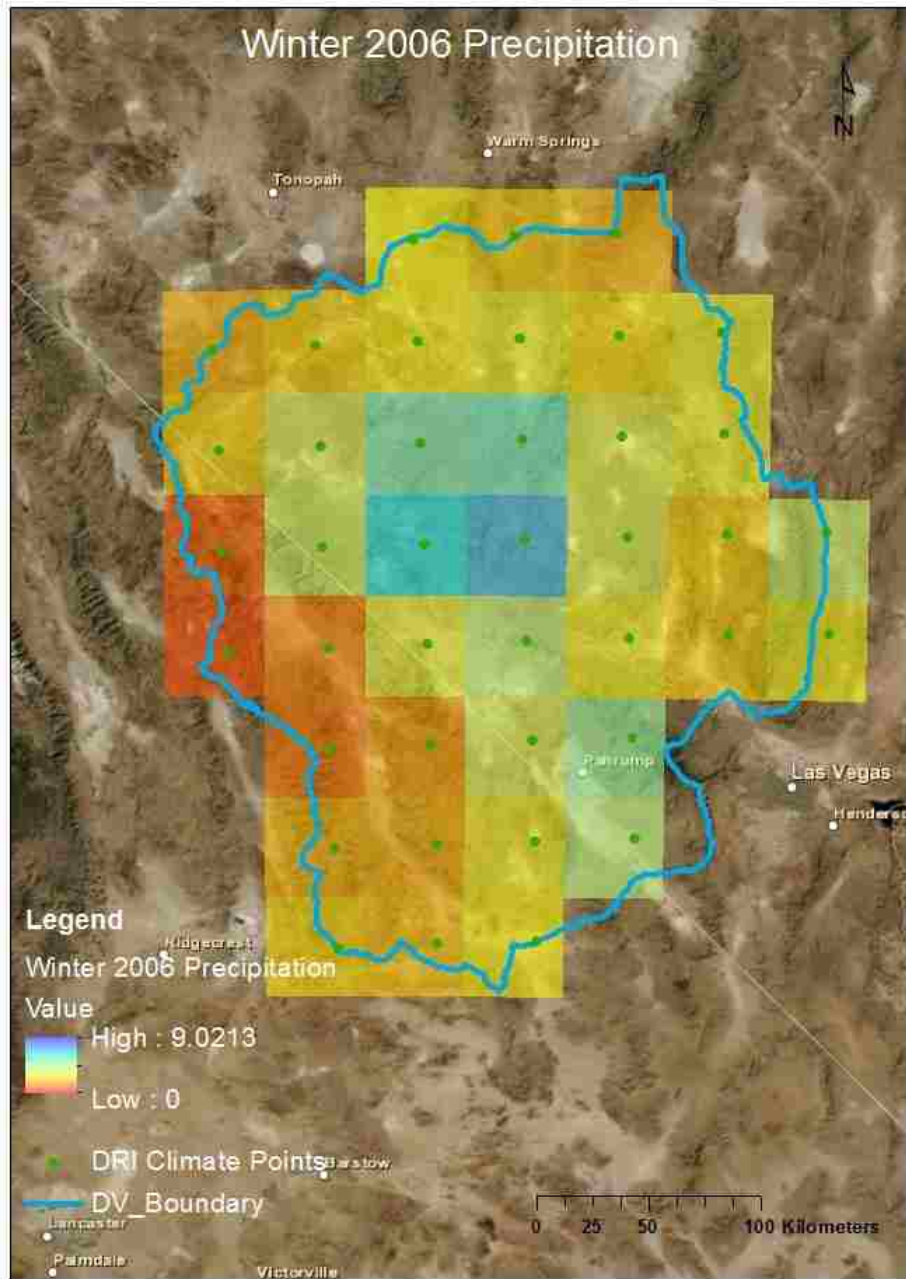 Winter 2006 Precipitation
N
Warm Springs
Tonopah
Pahrump
Las Vegas
Henderso
Legend
Ridgecrest
Winter 2006 Precipitation
Value
High : 9.0213
Low : 0
DRI Climate Points
Barstow
DV_Boundary
0 25 50 100 Kilometers
Lancaster
Palmdale
Victorville